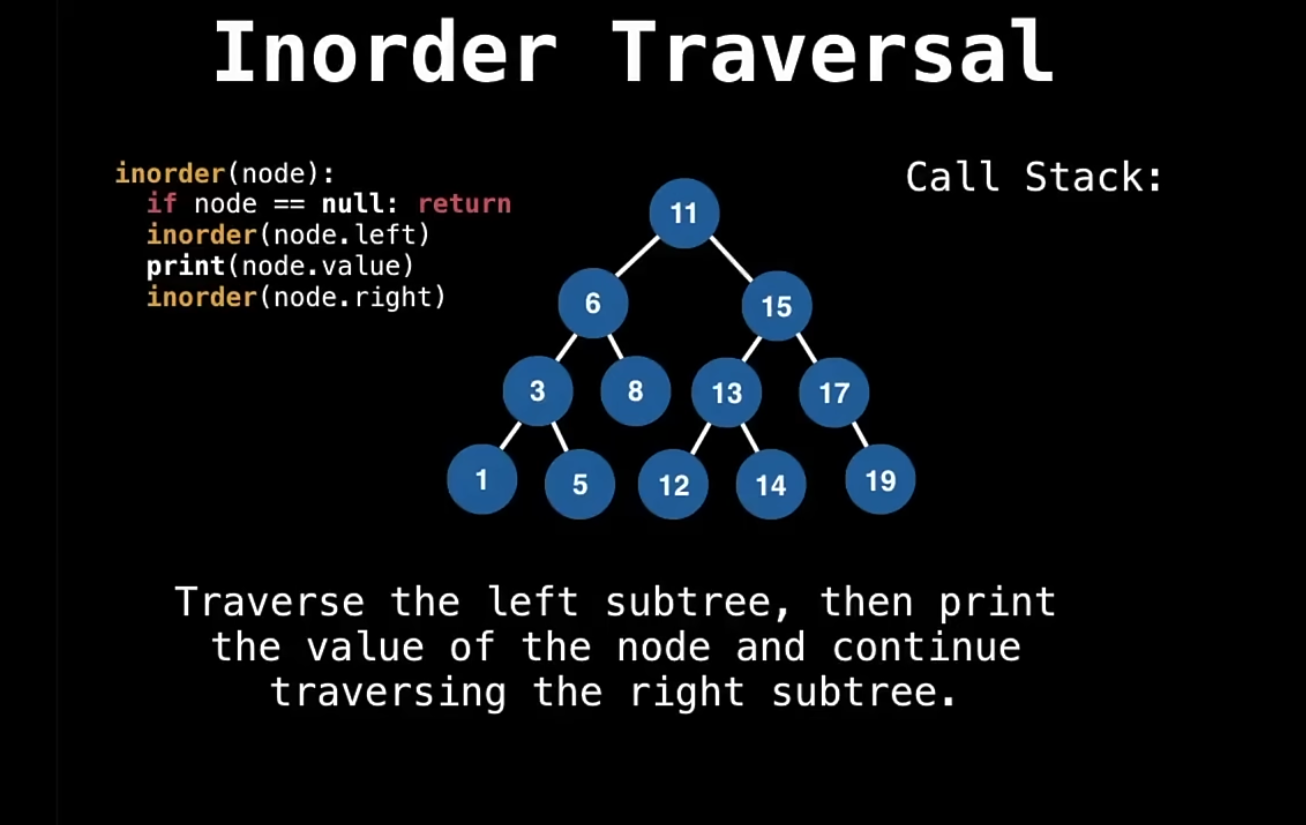 Inorder Traversal
inorder(node):
if node == null: return
inorder(node.left)
print(node.value)
inorder(node.right)
Call Stack:
11
6
15
3
8
13
17
1
5
12
14
19
Traverse the left subtree, then print
the value of the node and continue
traversing the right subtree.